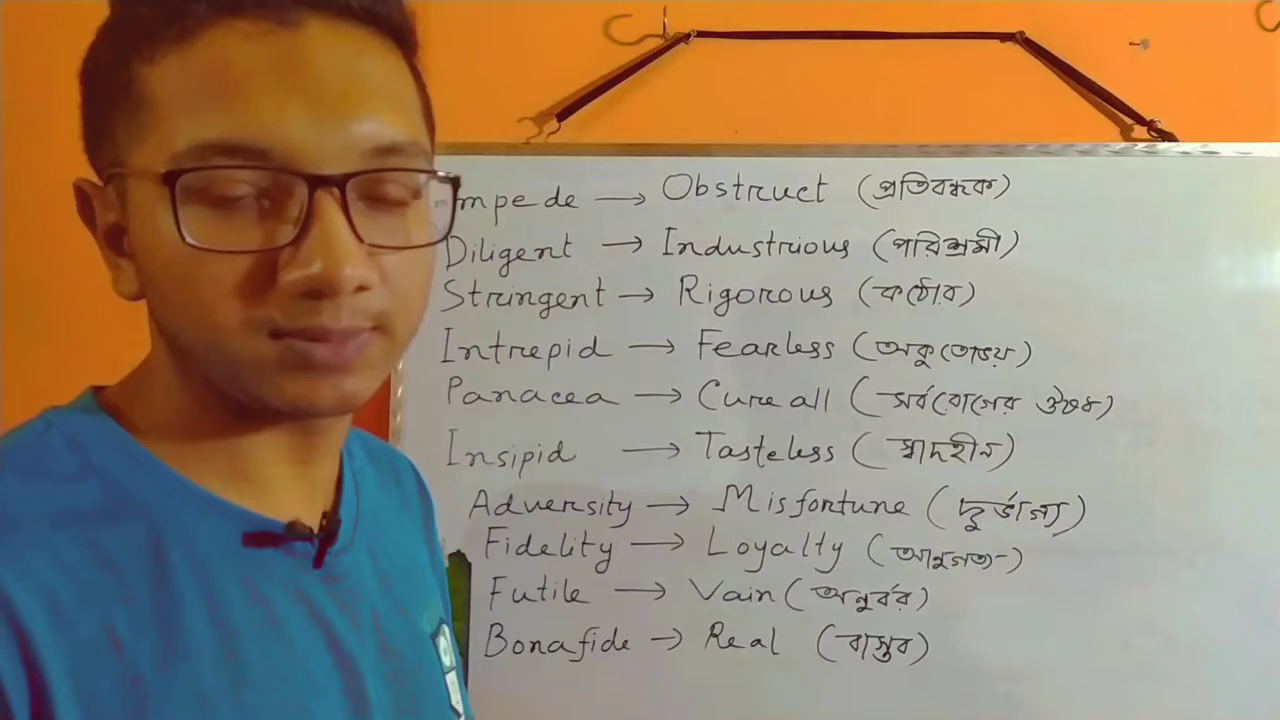 mpede → Obstruct (প্রতিবন্ধক)
Diligent → Industrious (পরিশ্রমী)
Stringent → Rigorous (কঠোর)
Intrepid → Fearless (অকুতোভয়)
Panacea → Cure all (সর্বরোগের ঔষধ)
Insipid → Tasteless (স্বাদহীন)
Adversity → Misfortune (দুর্ভাগ্য)
Fidelity → Loyalty (আনুগত্য)
Futile → Vain (অনুর্বর)
Bonafide → Real (বাস্তব)